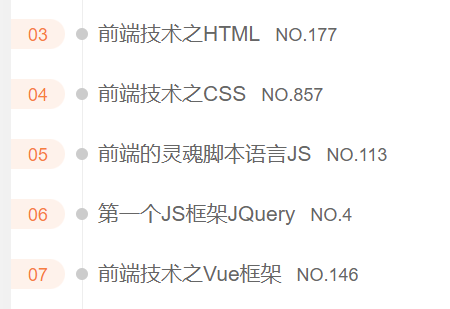 03 前端技术之HTML NO.177
04 前端技术之CSS NO.857
05 前端的灵魂脚本语言JS NO.113
06 第一个JS框架JQuery NO.4
07 前端技术之Vue框架 NO.146